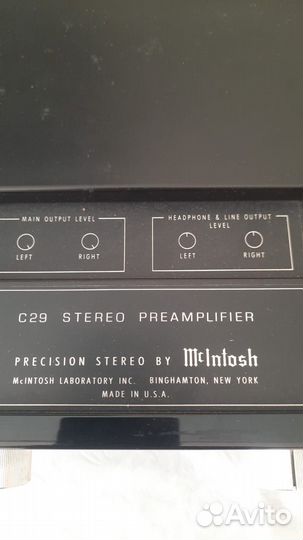 MAIN OUTPUT LEVEL
HEADPHONE & LINE OUTPUT
LEVEL
LEFT RIGHT LEFT RIGHT
C29 STEREO PREAMPLIFIER
PRECISION STEREO BY McIntosh
McINTOSH LABORATORY INC. BINGHAMTON, NEW YORK
MADE IN U.S.A.
Avito